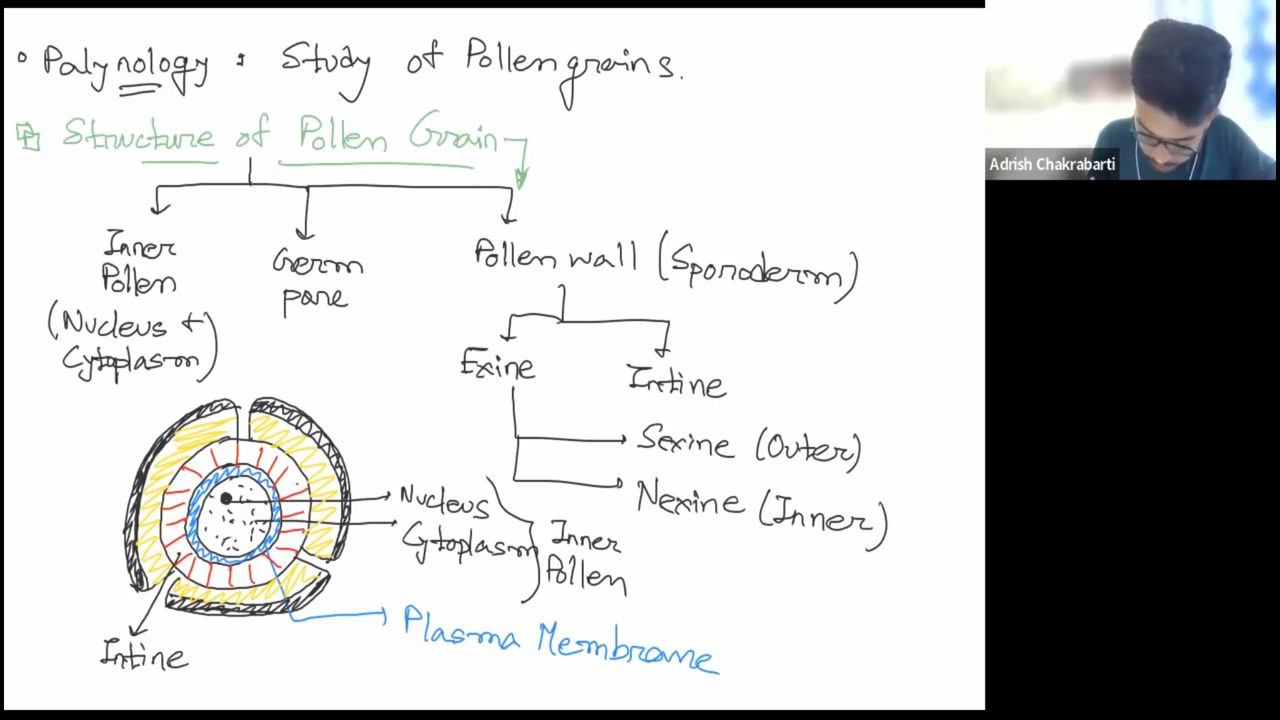 Palynology : Study of Pollen grains.
Structure of Pollen Grain
Inner
Pollen
(Nucleus +
Cytoplasm)
Germ
pore
Pollen wall (Sporoderm)
Exine
Intine
Sexine (Outer)
Nexine (Inner)
Nucleus
Cytoplasm
Inner
Pollen
Plasma Membrane
Intine
Adrish Chakrabarti